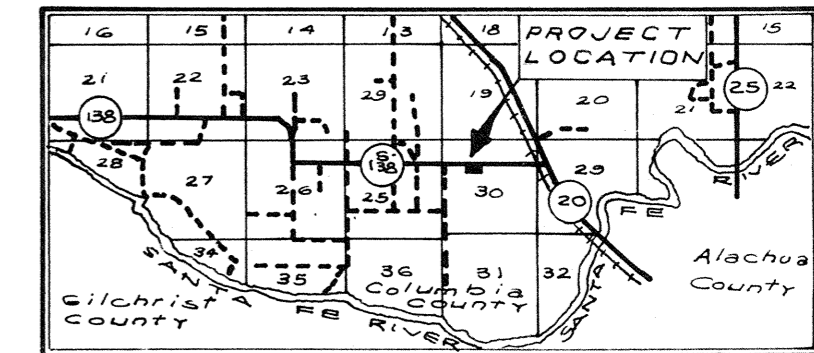 16 15 14 13 18 PROJECT LOCATION 15
21 22 23 29 19 20 21 25 22
138
28 27 26 S-138 25 30 29
20
34 35 36 31 32
SANTA FE RIVER
SANTA FE RIVER
Gilchrist County
Columbia County
Alachua County